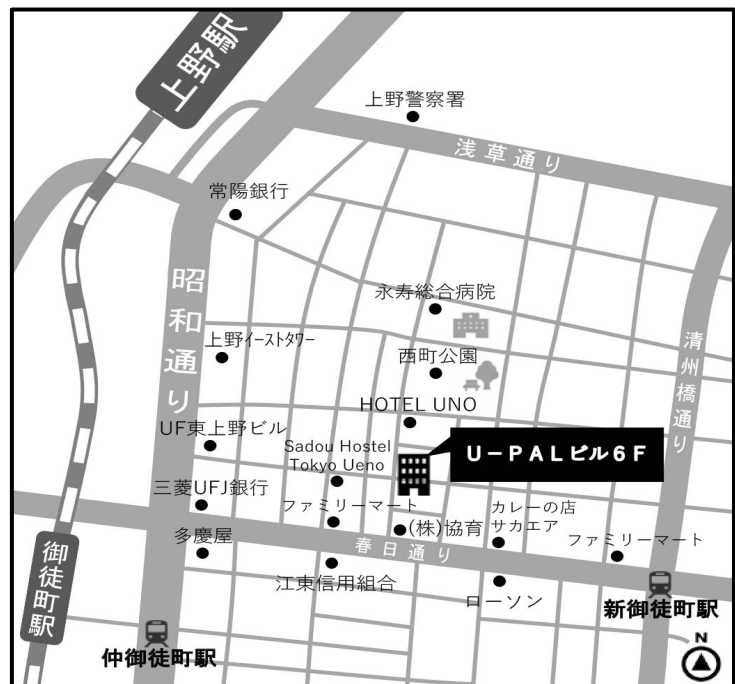 上野駅
上野警察署
浅草通り
常陽銀行
昭和通り
永寿総合病院
上野ｲｰｽﾄﾀﾜｰ
西町公園
清州橋通り
HOTEL UNO
UF東上野ビル
Sadou Hostel
Tokyo Ueno
U－PALビル6F
三菱UFJ銀行
ファミリーマート
(株)協育
カレーの店
サカエア
多慶屋
春日通り
ファミリーマート
御徒町駅
江東信用組合
ローソン
新御徒町駅
仲御徒町駅
N